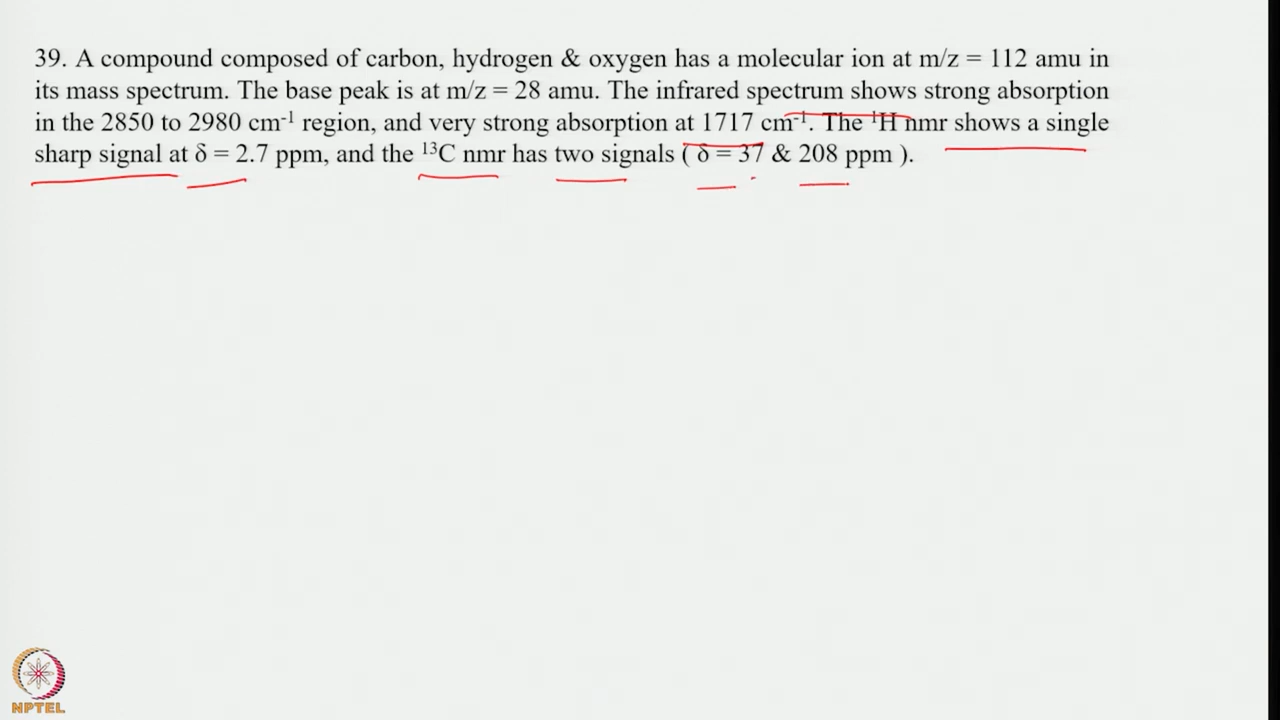 39. A compound composed of carbon, hydrogen & oxygen has a molecular ion at m/z = 112 amu in
its mass spectrum. The base peak is at m/z = 28 amu. The infrared spectrum shows strong absorption
in the 2850 to 2980 cm⁻¹ region, and very strong absorption at 1717 cm⁻¹. The ¹H nmr shows a single
sharp signal at δ = 2.7 ppm, and the ¹³C nmr has two signals ( δ = 37 & 208 ppm ).
NPTEL